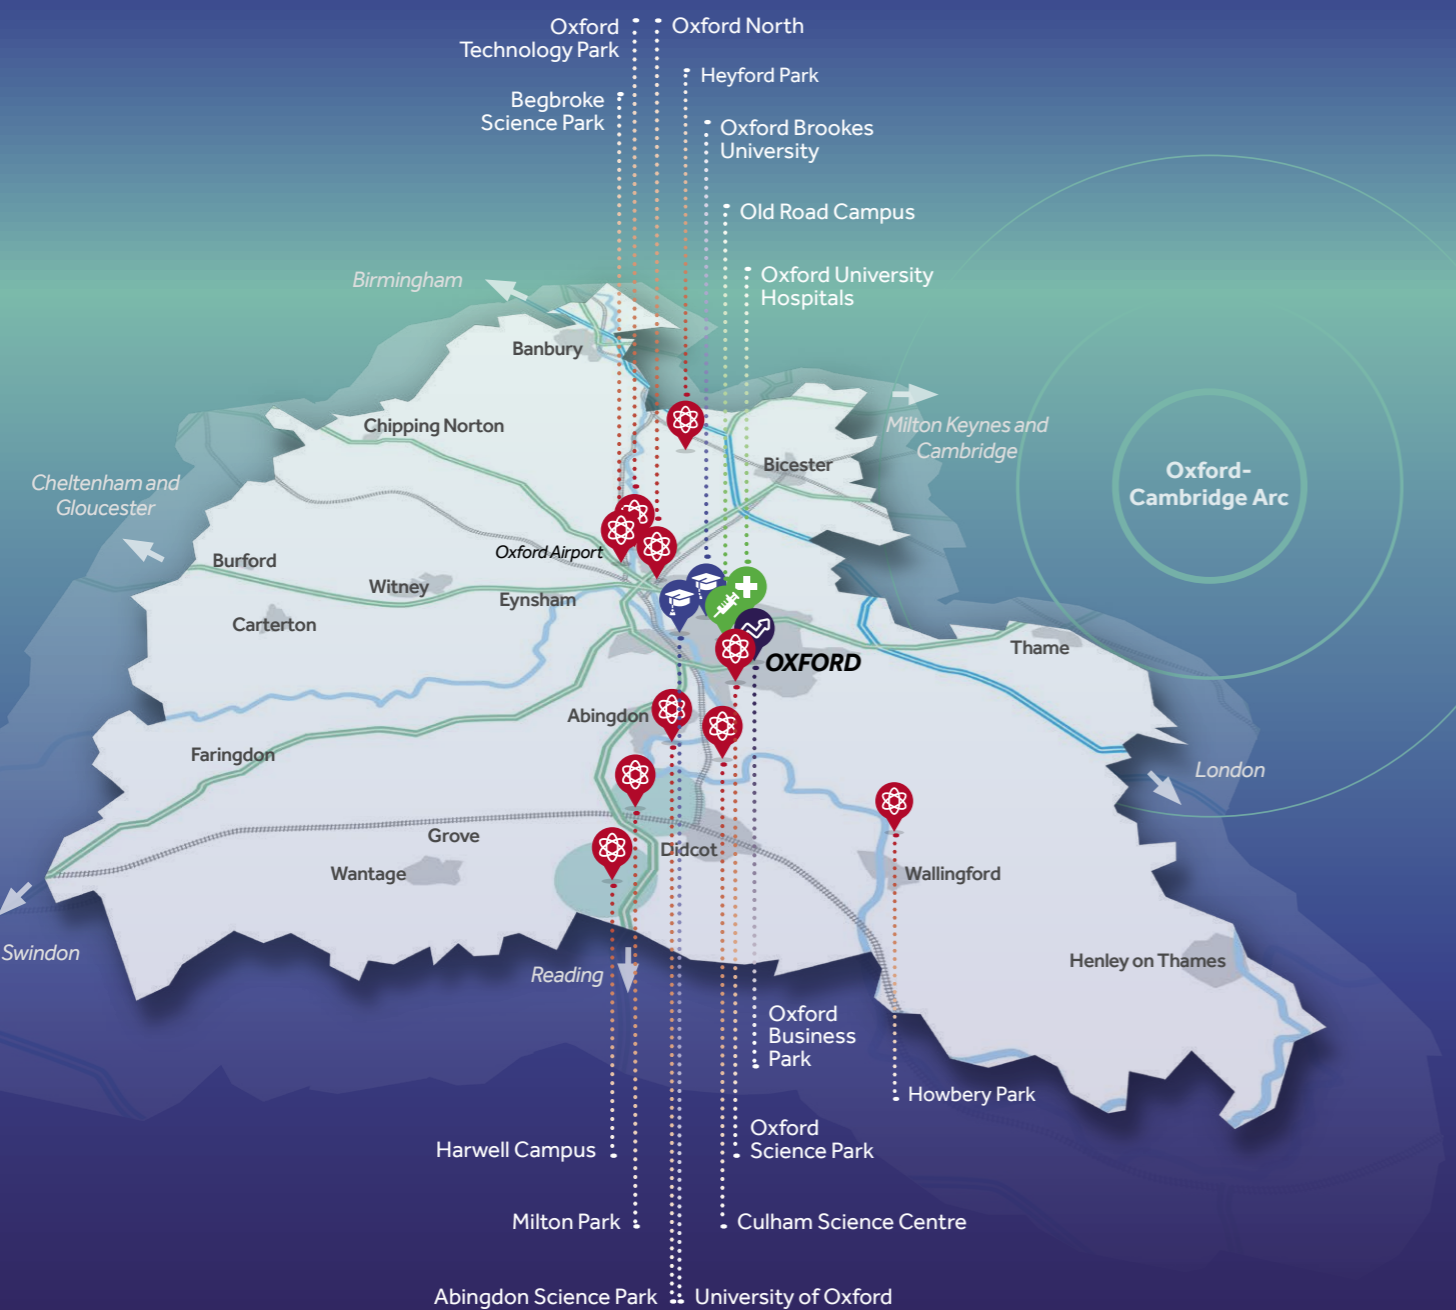 Oxford
Technology Park
Oxford North
Heyford Park
Begbroke
Science Park
Oxford Brookes
University
Old Road Campus
Oxford University
Hospitals
Birmingham
Banbury
Chipping Norton
Milton Keynes and
Cambridge
Bicester
Oxford-
Cambridge Arc
Cheltenham and
Gloucester
Oxford Airport
Burford
Witney
Eynsham
Carterton
Thame
OXFORD
Abingdon
Faringdon
London
Grove
Didcot
Wantage
Wallingford
Swindon
Reading
Henley on Thames
Oxford
Business
Park
Howbery Park
Oxford
Science Park
Harwell Campus
Milton Park
Culham Science Centre
Abingdon Science Park
University of Oxford